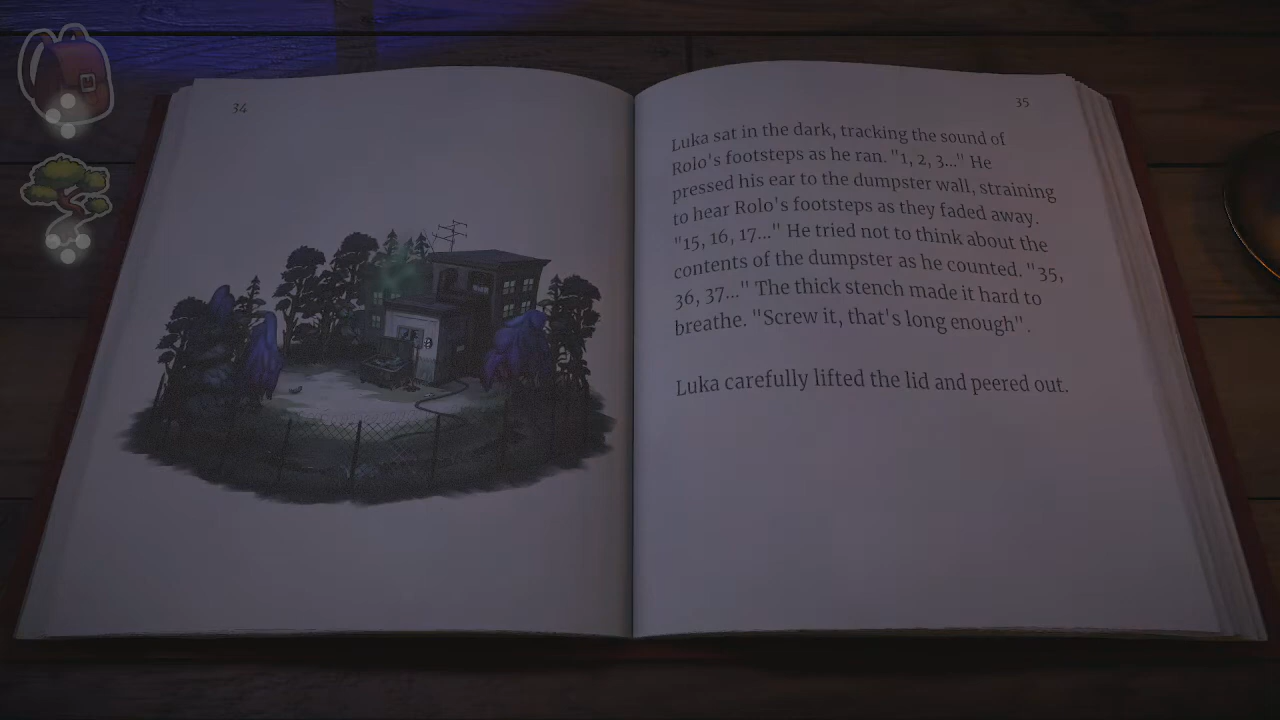 34
35
Luka sat in the dark, tracking the sound of
Rolo's footsteps as he ran. "1, 2, 3..." He
pressed his ear to the dumpster wall, straining
to hear Rolo's footsteps as they faded away.
"15, 16, 17..." He tried not to think about the
contents of the dumpster as he counted. "35,
36, 37..." The thick stench made it hard to
breathe. "Screw it, that's long enough".
Luka carefully lifted the lid and peered out.